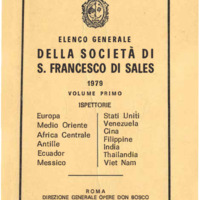 ELENCO GENERALE
DELLA SOCIETÀ DI
S. FRANCESCO DI SALES
1979
VOLUME PRIMO
ISPETTORIE
Europa
Medio Oriente
Africa Centrale
Antille
Ecuador
Messico
Stati Uniti
Venezuela
Cina
Filippine
India
Thailandia
Viet Nam
ROMA
DIREZIONE GENERALE OPERE DON BOSCO